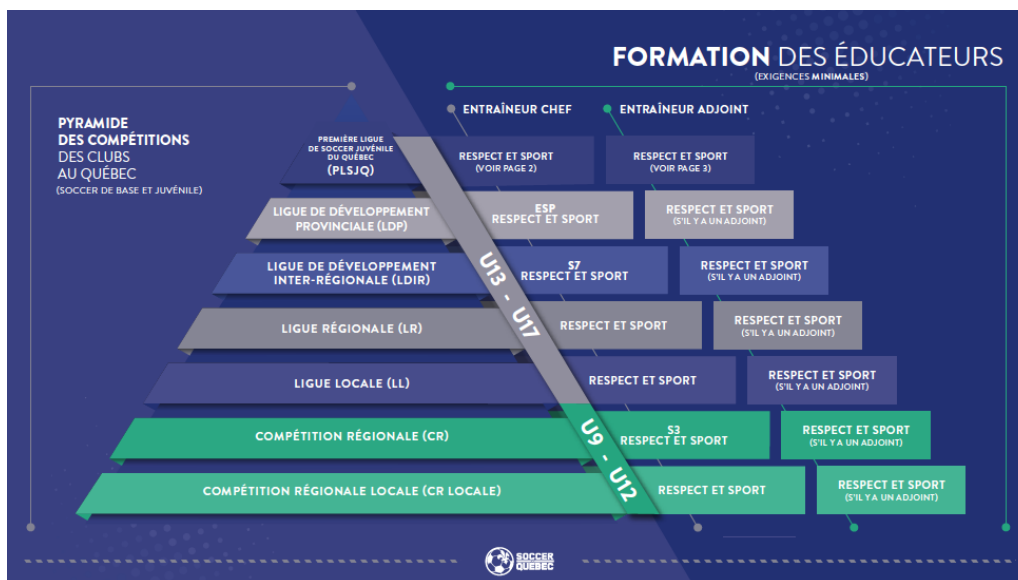 FORMATION DES ÉDUCATEURS
(EXIGENCES MINIMALES)
PYRAMIDE
DES COMPÉTITIONS
DES CLUBS
AU QUÉBEC
(SOCCER DE BASE ET JUVÉNILE)
ENTRAÎNEUR CHEF
ENTRAÎNEUR ADJOINT
PREMIÈRE LIGUE
DE SOCCER JUVÉNILE
DU QUÉBEC
(PLSJQ)
RESPECT ET SPORT
(VOIR PAGE 2)
RESPECT ET SPORT
(VOIR PAGE 3)
LIGUE DE DÉVELOPPEMENT
PROVINCIALE (LDP)
ESP
RESPECT ET SPORT
RESPECT ET SPORT
(S'IL Y A UN ADJOINT)
LIGUE DE DÉVELOPPEMENT
INTER-RÉGIONALE (LDIR)
S7
RESPECT ET SPORT
RESPECT ET SPORT
(S'IL Y A UN ADJOINT)
U13 - U17
LIGUE RÉGIONALE (LR)
RESPECT ET SPORT
RESPECT ET SPORT
(S'IL Y A UN ADJOINT)
LIGUE LOCALE (LL)
RESPECT ET SPORT
RESPECT ET SPORT
(S'IL Y A UN ADJOINT)
COMPÉTITION RÉGIONALE (CR)
S3
RESPECT ET SPORT
RESPECT ET SPORT
(S'IL Y A UN ADJOINT)
U9 - U12
COMPÉTITION RÉGIONALE LOCALE (CR LOCALE)
RESPECT ET SPORT
RESPECT ET SPORT
(S'IL Y A UN ADJOINT)
SOCCER
QUEBEC